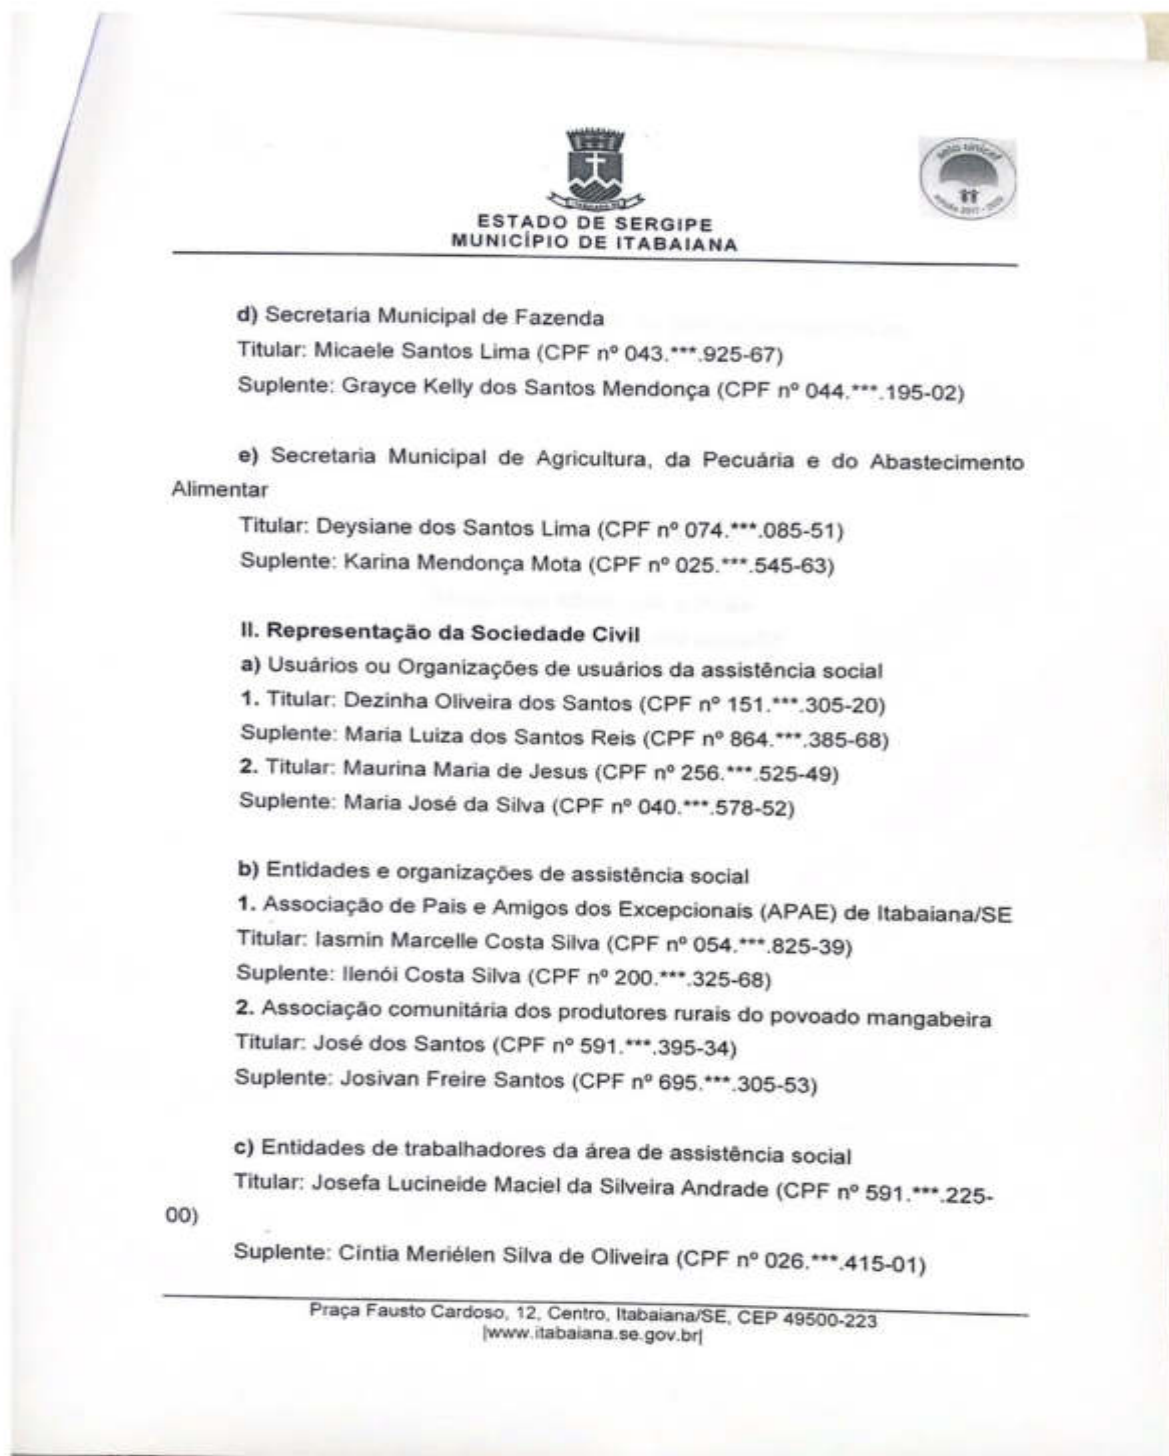 ESTADO DE SERGIPE
MUNICÍPIO DE ITABAIANA
selo unicef
edição 2017 - 2020
d) Secretaria Municipal de Fazenda
Titular: Micaele Santos Lima (CPF nº 043.***.925-67)
Suplente: Grayce Kelly dos Santos Mendonça (CPF nº 044.***.195-02)
e) Secretaria Municipal de Agricultura, da Pecuária e do Abastecimento
Alimentar
Titular: Deysiane dos Santos Lima (CPF nº 074.***.085-51)
Suplente: Karina Mendonça Mota (CPF nº 025.***.545-63)
II. Representação da Sociedade Civil
a) Usuários ou Organizações de usuários da assistência social
1. Titular: Dezinha Oliveira dos Santos (CPF nº 151.***.305-20)
Suplente: Maria Luiza dos Santos Reis (CPF nº 864.***.385-68)
2. Titular: Maurina Maria de Jesus (CPF nº 256.***.525-49)
Suplente: Maria José da Silva (CPF nº 040.***.578-52)
b) Entidades e organizações de assistência social
1. Associação de Pais e Amigos dos Excepcionais (APAE) de Itabaiana/SE
Titular: Iasmin Marcelle Costa Silva (CPF nº 054.***.825-39)
Suplente: Ilenói Costa Silva (CPF nº 200.***.325-68)
2. Associação comunitária dos produtores rurais do povoado mangabeira
Titular: José dos Santos (CPF nº 591.***.395-34)
Suplente: Josivan Freire Santos (CPF nº 695.***.305-53)
c) Entidades de trabalhadores da área de assistência social
Titular: Josefa Lucineide Maciel da Silveira Andrade (CPF nº 591.***.225-
00)
Suplente: Cíntia Meriélen Silva de Oliveira (CPF nº 026.***.415-01)
Praça Fausto Cardoso, 12, Centro, Itabaiana/SE, CEP 49500-223
|www.itabaiana.se.gov.br|